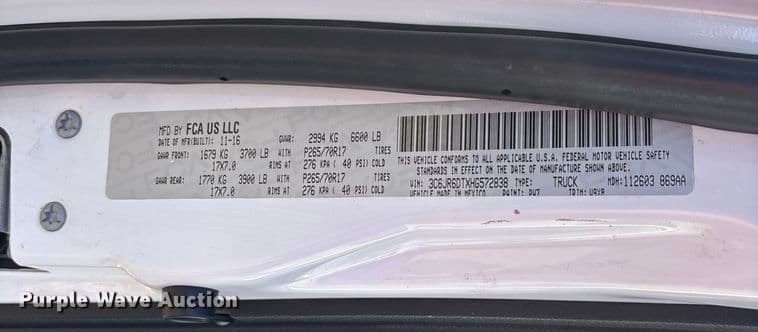 MFD BY FCA US LLC
DATE OF MFR(BUILT): 11-16 GVWR: 2994 KG 6600 LB
GAWR FRONT: 1679 KG 3700 LB WITH P265/70R17 TIRES
17X7.0 RIMS AT 276 KPA ( 40 PSI) COLD
GAWR REAR: 1770 KG 3900 LB WITH P265/70R17 TIRES
17X7.0 RIMS AT 276 KPA ( 40 PSI) COLD
THIS VEHICLE CONFORMS TO ALL APPLICABLE U.S.A. FEDERAL MOTOR VEHICLE SAFETY
STANDARDS IN EFFECT ON THE DATE OF MANUFACTURE SHOWN ABOVE.
VIN: 3C6JR6DTXHG572838 TYPE: TRUCK MDH: 112603 869AA
VEHICLE MADE IN MEXICO PAINT: PW7 TRIM:
Purple Wave Auction